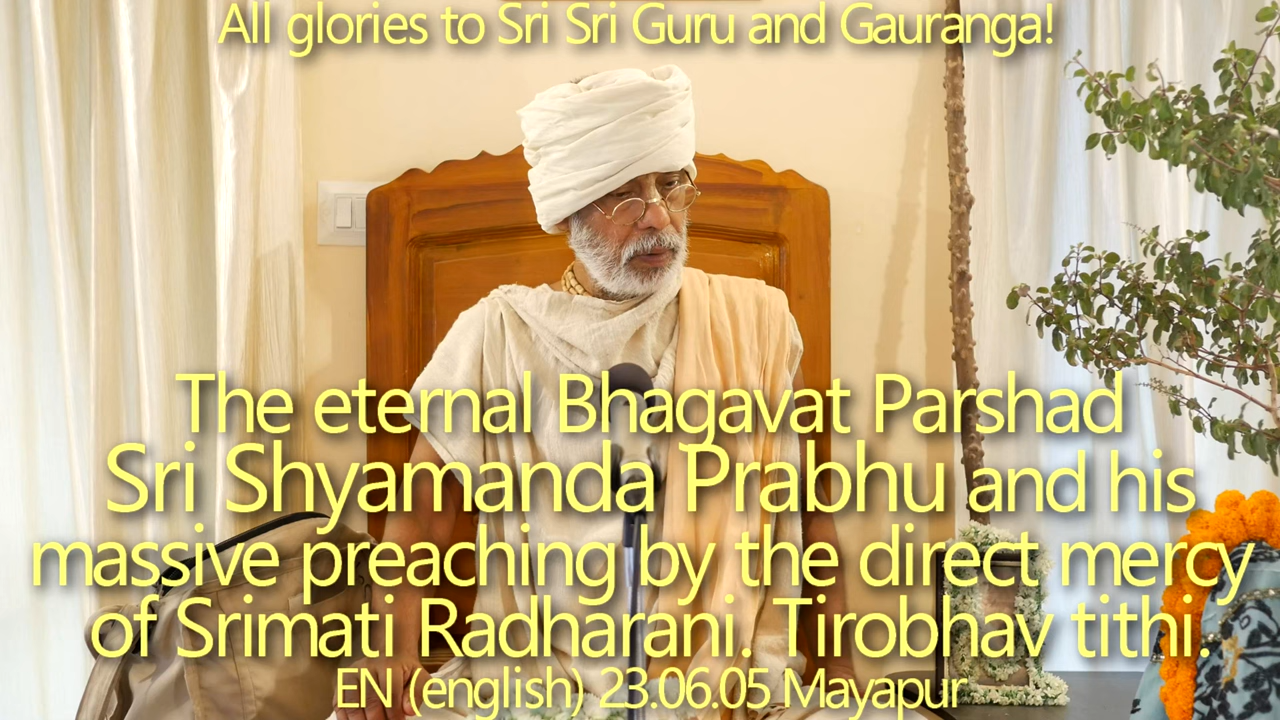 All glories to Sri Sri Guru and Gauranga!
The eternal Bhagavat Parshad
Sri Shyamanda Prabhu and his
massive preaching by the direct mercy
of Srimati Radharani. Tirobhav tithi.
EN (english) 23.06.05 Mayapur